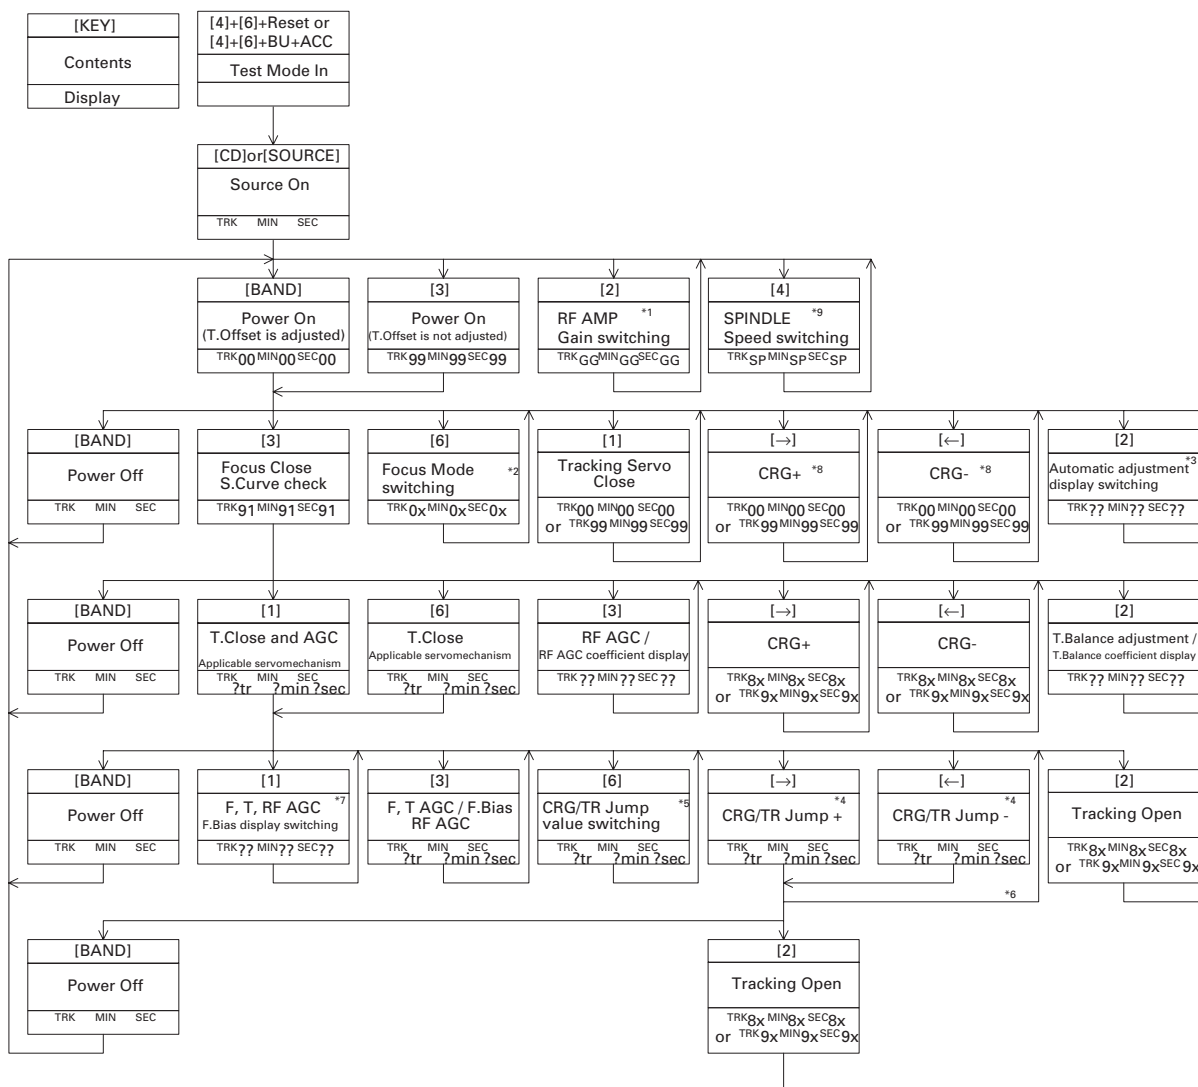 [KEY]
Contents
Display
[4]+[6]+Reset or
[4]+[6]+BU+ACC
Test Mode In
[CD]or[SOURCE]
Source On
TRK MIN SEC
[BAND]
Power On
(T.Offset is adjusted)
TRK00 MIN00 SEC00
[3]
Power On
(T.Offset is not adjusted)
TRK99 MIN99 SEC99
[2]
RF AMP *1
Gain switching
TRKGG MINGG SECGG
[4]
SPINDLE *9
Speed switching
TRKSP MINSP SECSP
[BAND]
Power Off
TRK MIN SEC
[3]
Focus Close
S.Curve check
TRK91 MIN91 SEC91
[6]
Focus Mode *2
switching
TRK0x MIN0x SEC0x
[1]
Tracking Servo
Close
TRK00 MIN00 SEC00
or TRK99 MIN99 SEC99
[→]
CRG+ *8
TRK00 MIN00 SEC00
or TRK99 MIN99 SEC99
[←]
CRG- *8
TRK00 MIN00 SEC00
or TRK99 MIN99 SEC99
[2]
Automatic adjustment *3
display switching
TRK?? MIN?? SEC??
[BAND]
Power Off
TRK MIN SEC
[1]
T.Close and AGC
Applicable servomechanism
TRK MIN SEC
?tr ?min ?sec
[6]
T.Close
Applicable servomechanism
TRK MIN SEC
?tr ?min ?sec
[3]
RF AGC /
RF AGC coefficient display
TRK?? MIN?? SEC??
[→]
CRG+
TRK8x MIN8x SEC8x
or TRK9x MIN9x SEC9x
[←]
CRG-
TRK8x MIN8x SEC8x
or TRK9x MIN9x SEC9x
[2]
T.Balance adjustment /
T.Balance coefficient display
TRK?? MIN?? SEC??
[BAND]
Power Off
TRK MIN SEC
[1]
F, T, RF AGC *7
F.Bias display switching
TRK?? MIN?? SEC??
[3]
F, T AGC / F.Bias
RF AGC
TRK MIN SEC
?tr ?min ?sec
[6]
CRG/TR Jump *5
value switching
TRK MIN SEC
?tr ?min ?sec
[→]
CRG/TR Jump + *4
TRK MIN SEC
?tr ?min ?sec
[←]
CRG/TR Jump - *4
TRK MIN SEC
?tr ?min ?sec
[2]
Tracking Open
TRK8x MIN8x SEC8x
or TRK9x MIN9x SEC9x
*6
[BAND]
Power Off
TRK MIN SEC
[2]
Tracking Open
TRK8x MIN8x SEC8x
or TRK9x MIN9x SEC9x